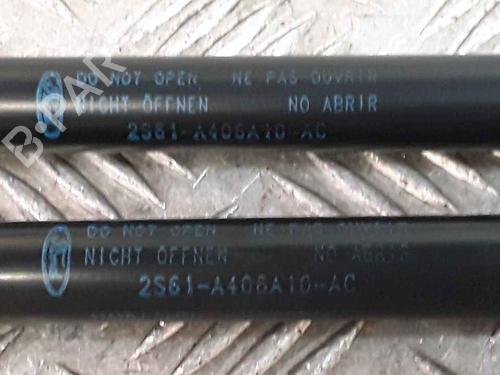 DO NOT OPEN NE PAS OUVRIR
NICHT ÖFFNEN NO ABRIR
2S61-A406A10-AC
DO NOT OPEN NE PAS OUVRIR
NICHT ÖFFNEN NO ABRIR
2S61-A406A10-AC